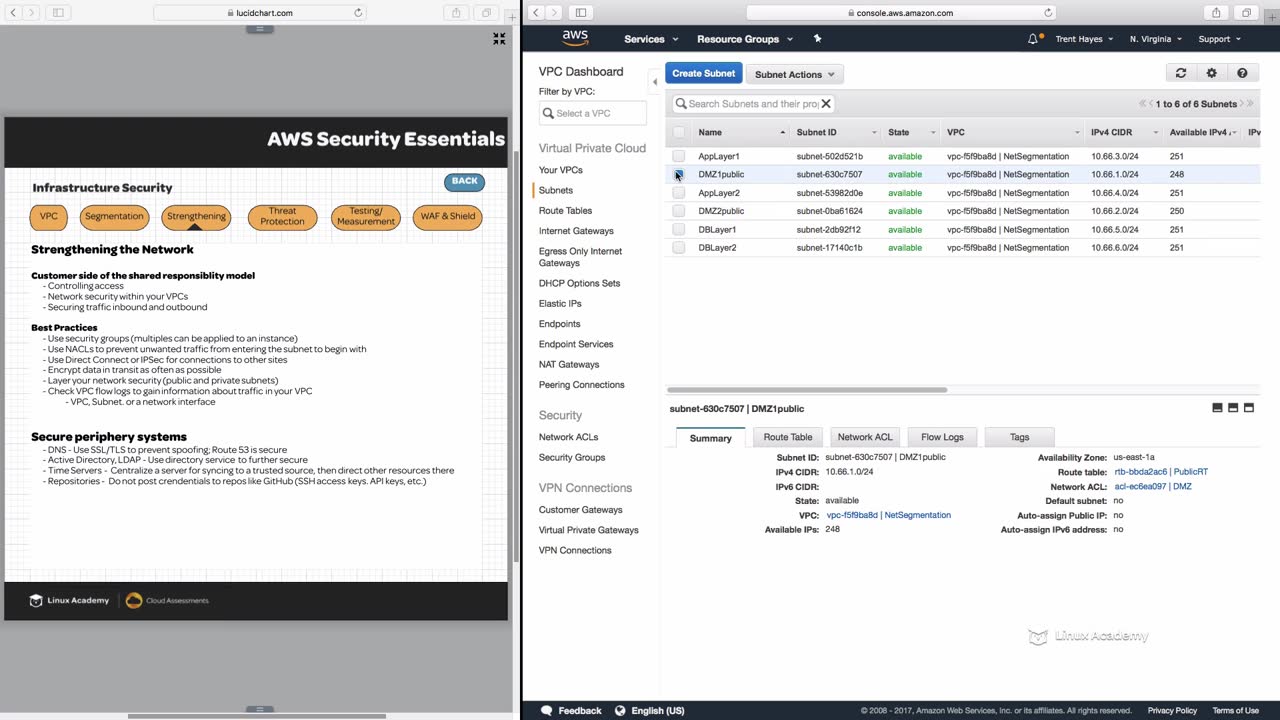 lucidchart.com
AWS Security Essentials
Infrastructure Security
BACK
VPC
Segmentation
Strengthening
Threat
Protection
Testing/
Measurement
WAF & Shield
Strengthening the Network
Customer side of the shared responsiblity model
- Controlling access
- Network security within your VPCs
- Securing traffic inbound and outbound
Best Practices
- Use security groups (multiples can be applied to an instance)
- Use NACLs to prevent unwanted traffic from entering the subnet to begin with
- Use Direct Connect or IPSec for connections to other sites
- Encrypt data in transit as often as possible
- Layer your network security (public and private subnets)
- Check VPC flow logs to gain information about traffic in your VPC
- VPC, Subnet. or a network interface
Secure periphery systems
- DNS - Use SSL/TLS to prevent spoofing; Route 53 is secure
- Active Directory, LDAP - Use directory service to further secure
- Time Servers - Centralize a server for syncing to a trusted source, then direct other resources there
- Repositories - Do not post crendentials to repos like GitHub (SSH access keys. API keys, etc.)
Linux Academy
Cloud Assessments
console.aws.amazon.com
aws
Services
Resource Groups
Trent Hayes
N. Virginia
Support
VPC Dashboard
Filter by VPC:
Select a VPC
Virtual Private Cloud
Your VPCs
Subnets
Route Tables
Internet Gateways
Egress Only Internet
Gateways
DHCP Options Sets
Elastic IPs
Endpoints
Endpoint Services
NAT Gateways
Peering Connections
Security
Network ACLs
Security Groups
VPN Connections
Customer Gateways
Virtual Private Gateways
VPN Connections
Create Subnet
Subnet Actions
Search Subnets and their pro
1 to 6 of 6 Subnets
Name Subnet ID State VPC IPv4 CIDR Available IPv4 IPv
AppLayer1 subnet-502d521b available vpc-f5f9ba8d | NetSegmentation 10.66.3.0/24 251
DMZ1public subnet-630c7507 available vpc-f5f9ba8d | NetSegmentation 10.66.1.0/24 248
AppLayer2 subnet-53982d0e available vpc-f5f9ba8d | NetSegmentation 10.66.4.0/24 251
DMZ2public subnet-0ba61624 available vpc-f5f9ba8d | NetSegmentation 10.66.2.0/24 250
DBLayer1 subnet-2db92f12 available vpc-f5f9ba8d | NetSegmentation 10.66.5.0/24 251
DBLayer2 subnet-17140c1b available vpc-f5f9ba8d | NetSegmentation 10.66.6.0/24 251
subnet-630c7507 | DMZ1public
Summary
Route Table
Network ACL
Flow Logs
Tags
Subnet ID: subnet-630c7507 | DMZ1public
IPv4 CIDR: 10.66.1.0/24
IPv6 CIDR:
State: available
VPC: vpc-f5f9ba8d | NetSegmentation
Available IPs: 248
Availability Zone: us-east-1a
Route table: rtb-bbda2ac6 | PublicRT
Network ACL: acl-ec6ea097 | DMZ
Default subnet: no
Auto-assign Public IP: no
Auto-assign IPv6 address: no
Linux Academy
Feedback
English (US)
© 2008 - 2017, Amazon Web Services, Inc. or its affiliates. All rights reserved.
Privacy Policy
Terms of Use